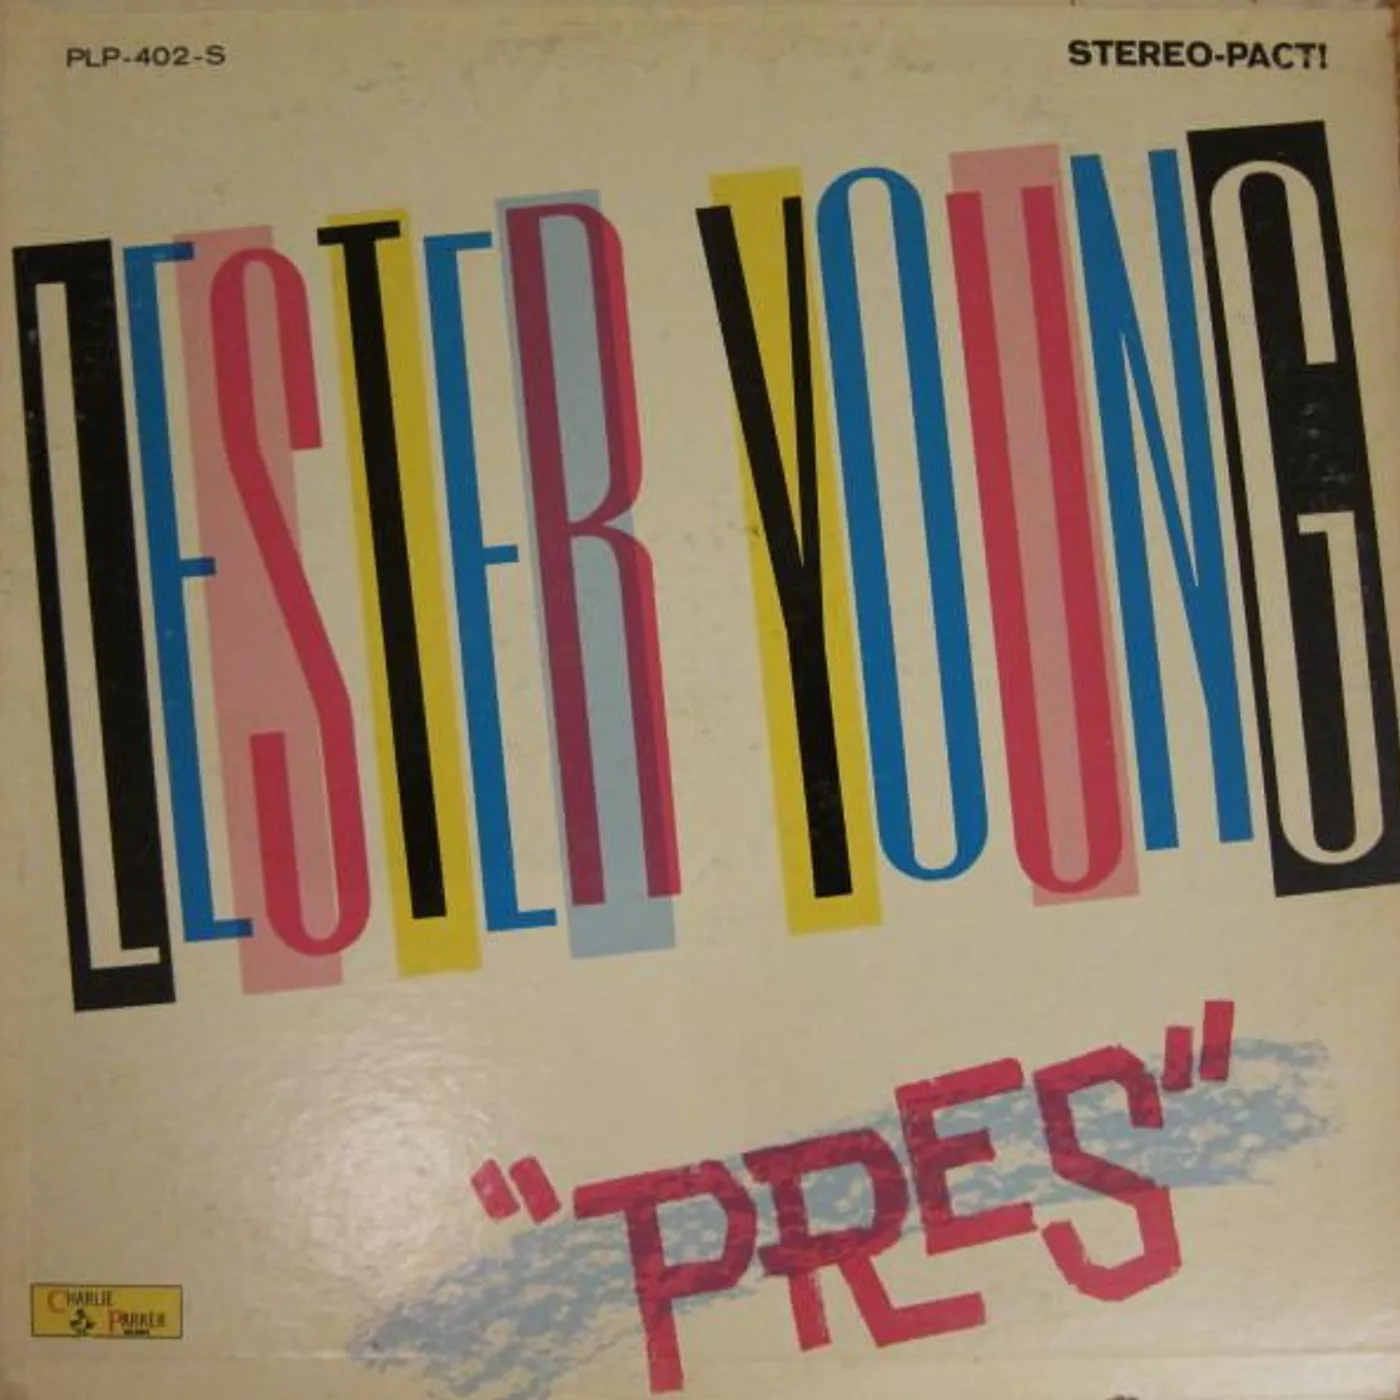 PLP-402-S
STEREO-PACT!
LESTER YOUNG
"PRES"
CHARLIE
PARKER